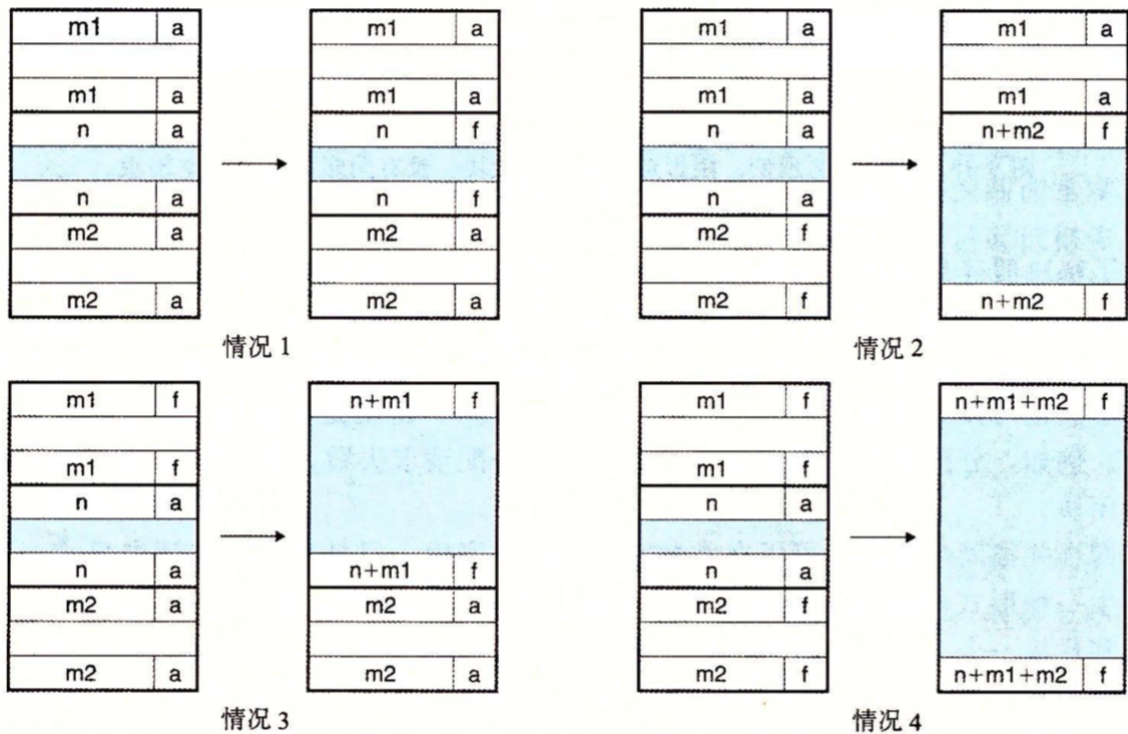 m1 a
m1 a
n a
n a
m2 a
m2 a
m1 a
m1 a
n f
n f
m2 a
m2 a
情况 1
m1 a
m1 a
n a
n a
m2 f
m2 f
m1 a
m1 a
n+m2 f
n+m2 f
情况 2
m1 f
m1 f
n a
n a
m2 a
m2 a
n+m1 f
n+m1 f
m2 a
m2 a
情况 3
m1 f
m1 f
n a
n a
m2 f
m2 f
n+m1+m2 f
n+m1+m2 f
情况 4